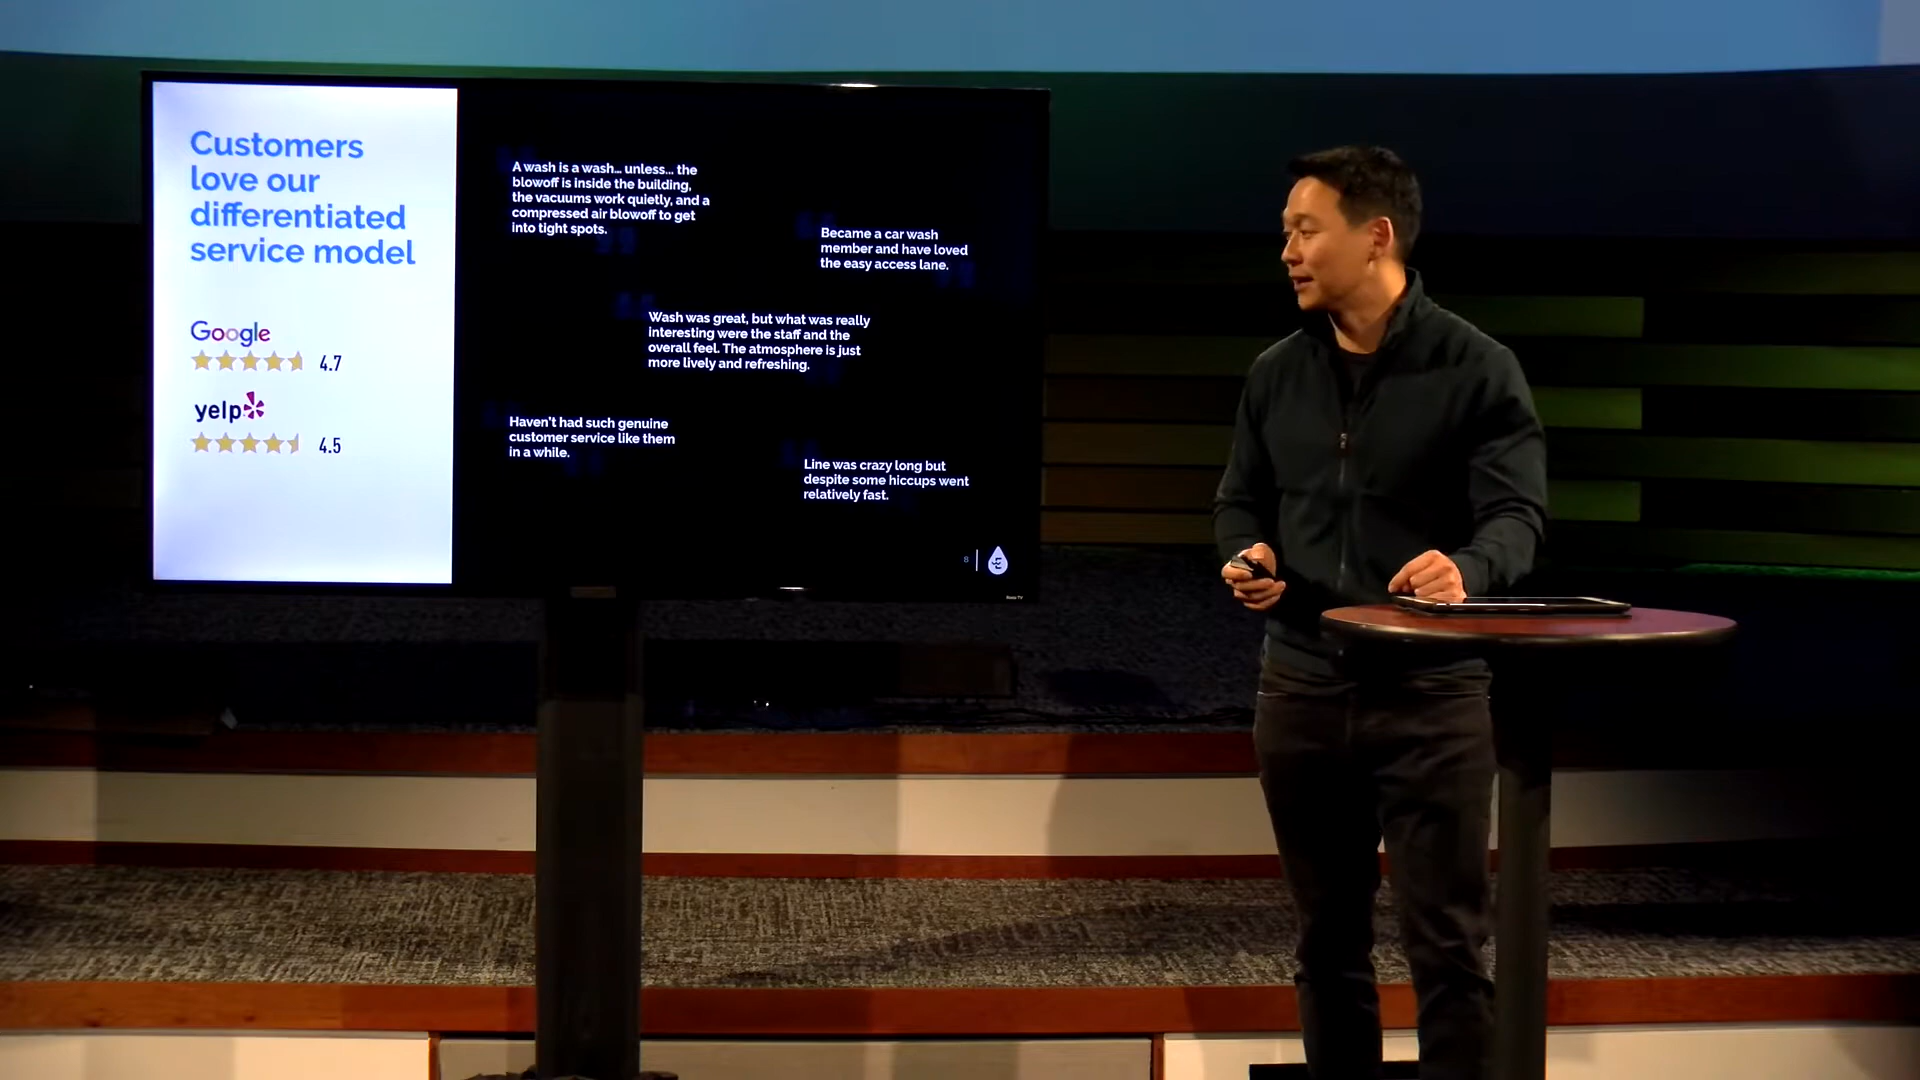 Customers
love our
differentiated
service model
Google
4.7
yelp
4.5
A wash is a wash... unless... the
blowoff is inside the building,
the vacuums work quietly, and a
compressed air blowoff to get
into tight spots.
Became a car wash
member and have loved
the easy access lane.
Wash was great, but what was really
interesting were the staff and the
overall feel. The atmosphere is just
more lively and refreshing.
Haven't had such genuine
customer service like them
in a while.
Line was crazy long but
despite some hiccups went
relatively fast.
8
Roku TV